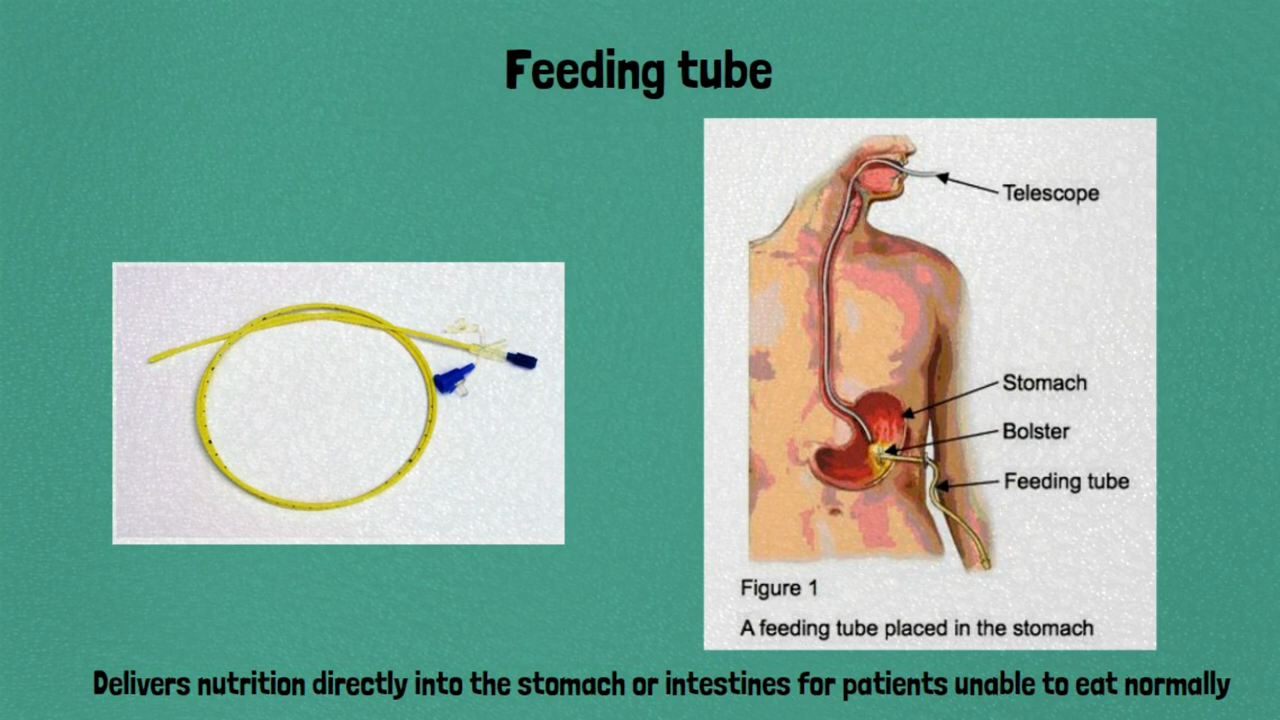 Feeding tube
Telescope
Stomach
Bolster
Feeding tube
Figure 1
A feeding tube placed in the stomach
Delivers nutrition directly into the stomach or intestines for patients unable to eat normally